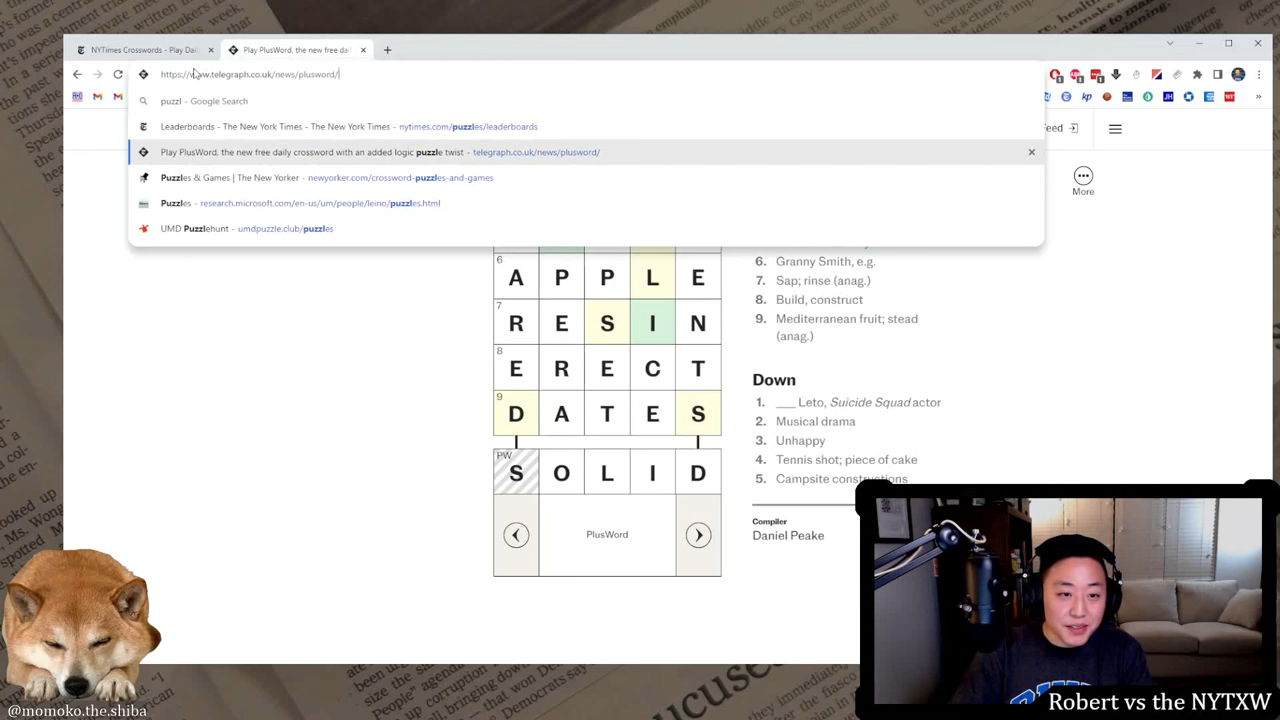 NYTimes Crosswords - Play Daily
Play PlusWord, the new free dai
https://www.telegraph.co.uk/news/plusword/
puzzl - Google Search
Leaderboards - The New York Times - The New York Times - nytimes.com/puzzles/leaderboards
Play PlusWord, the new free daily crossword with an added logic puzzle twist - telegraph.co.uk/news/plusword/
Puzzles & Games | The New Yorker - newyorker.com/crossword-puzzles-and-games
Puzzles - research.microsoft.com/en-us/um/people/leino/puzzles.html
UMD Puzzlehunt - umdpuzzle.club/puzzles
Feed
More
6 A P P L E
7 R E S I N
8 E R E C T
9 D A T E S
PW S O L I D
PlusWord
6. Granny Smith, e.g.
7. Sap; rinse (anag.)
8. Build, construct
9. Mediterranean fruit; stead
(anag.)
Down
1. ___ Leto, Suicide Squad actor
2. Musical drama
3. Unhappy
4. Tennis shot; piece of cake
5. Campsite constructions
Compiler
Daniel Peake
@momoko.the.shiba
Robert vs the NYTXW